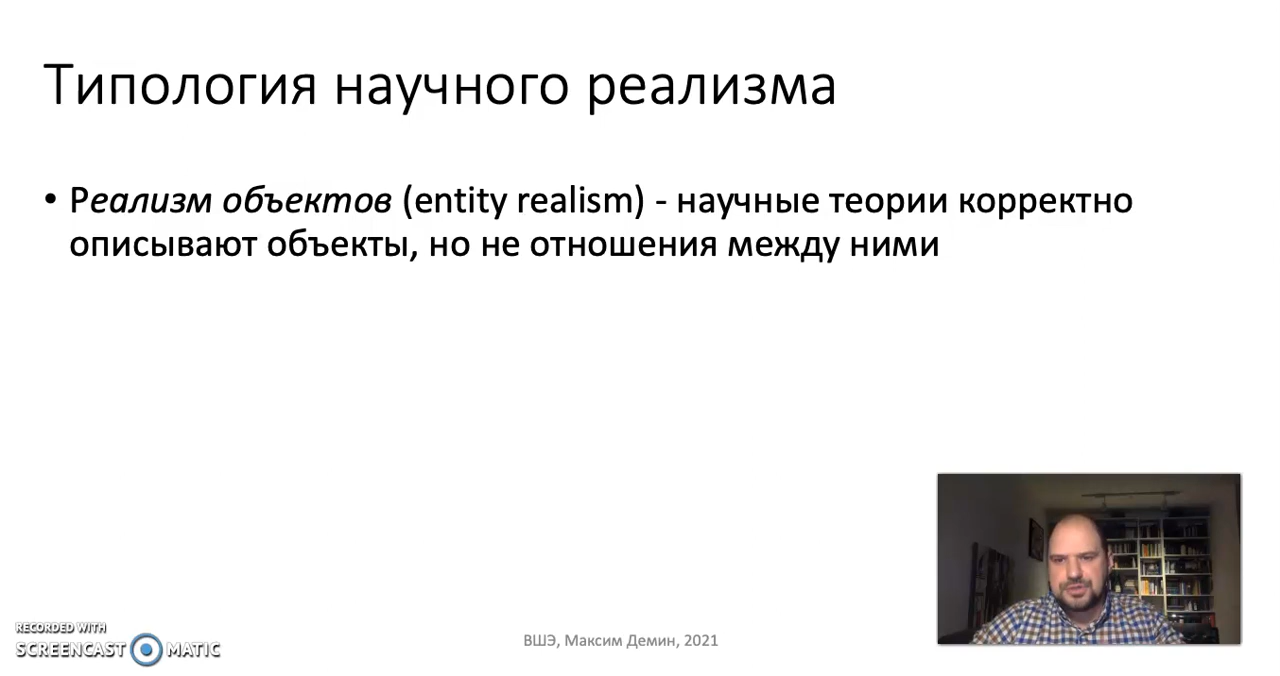 Типология научного реализма
• Реализм объектов (entity realism) - научные теории корректно
описывают объекты, но не отношения между ними
RECORDED WITH
SCREENCAST MATIC
ВШЭ, Максим Демин, 2021